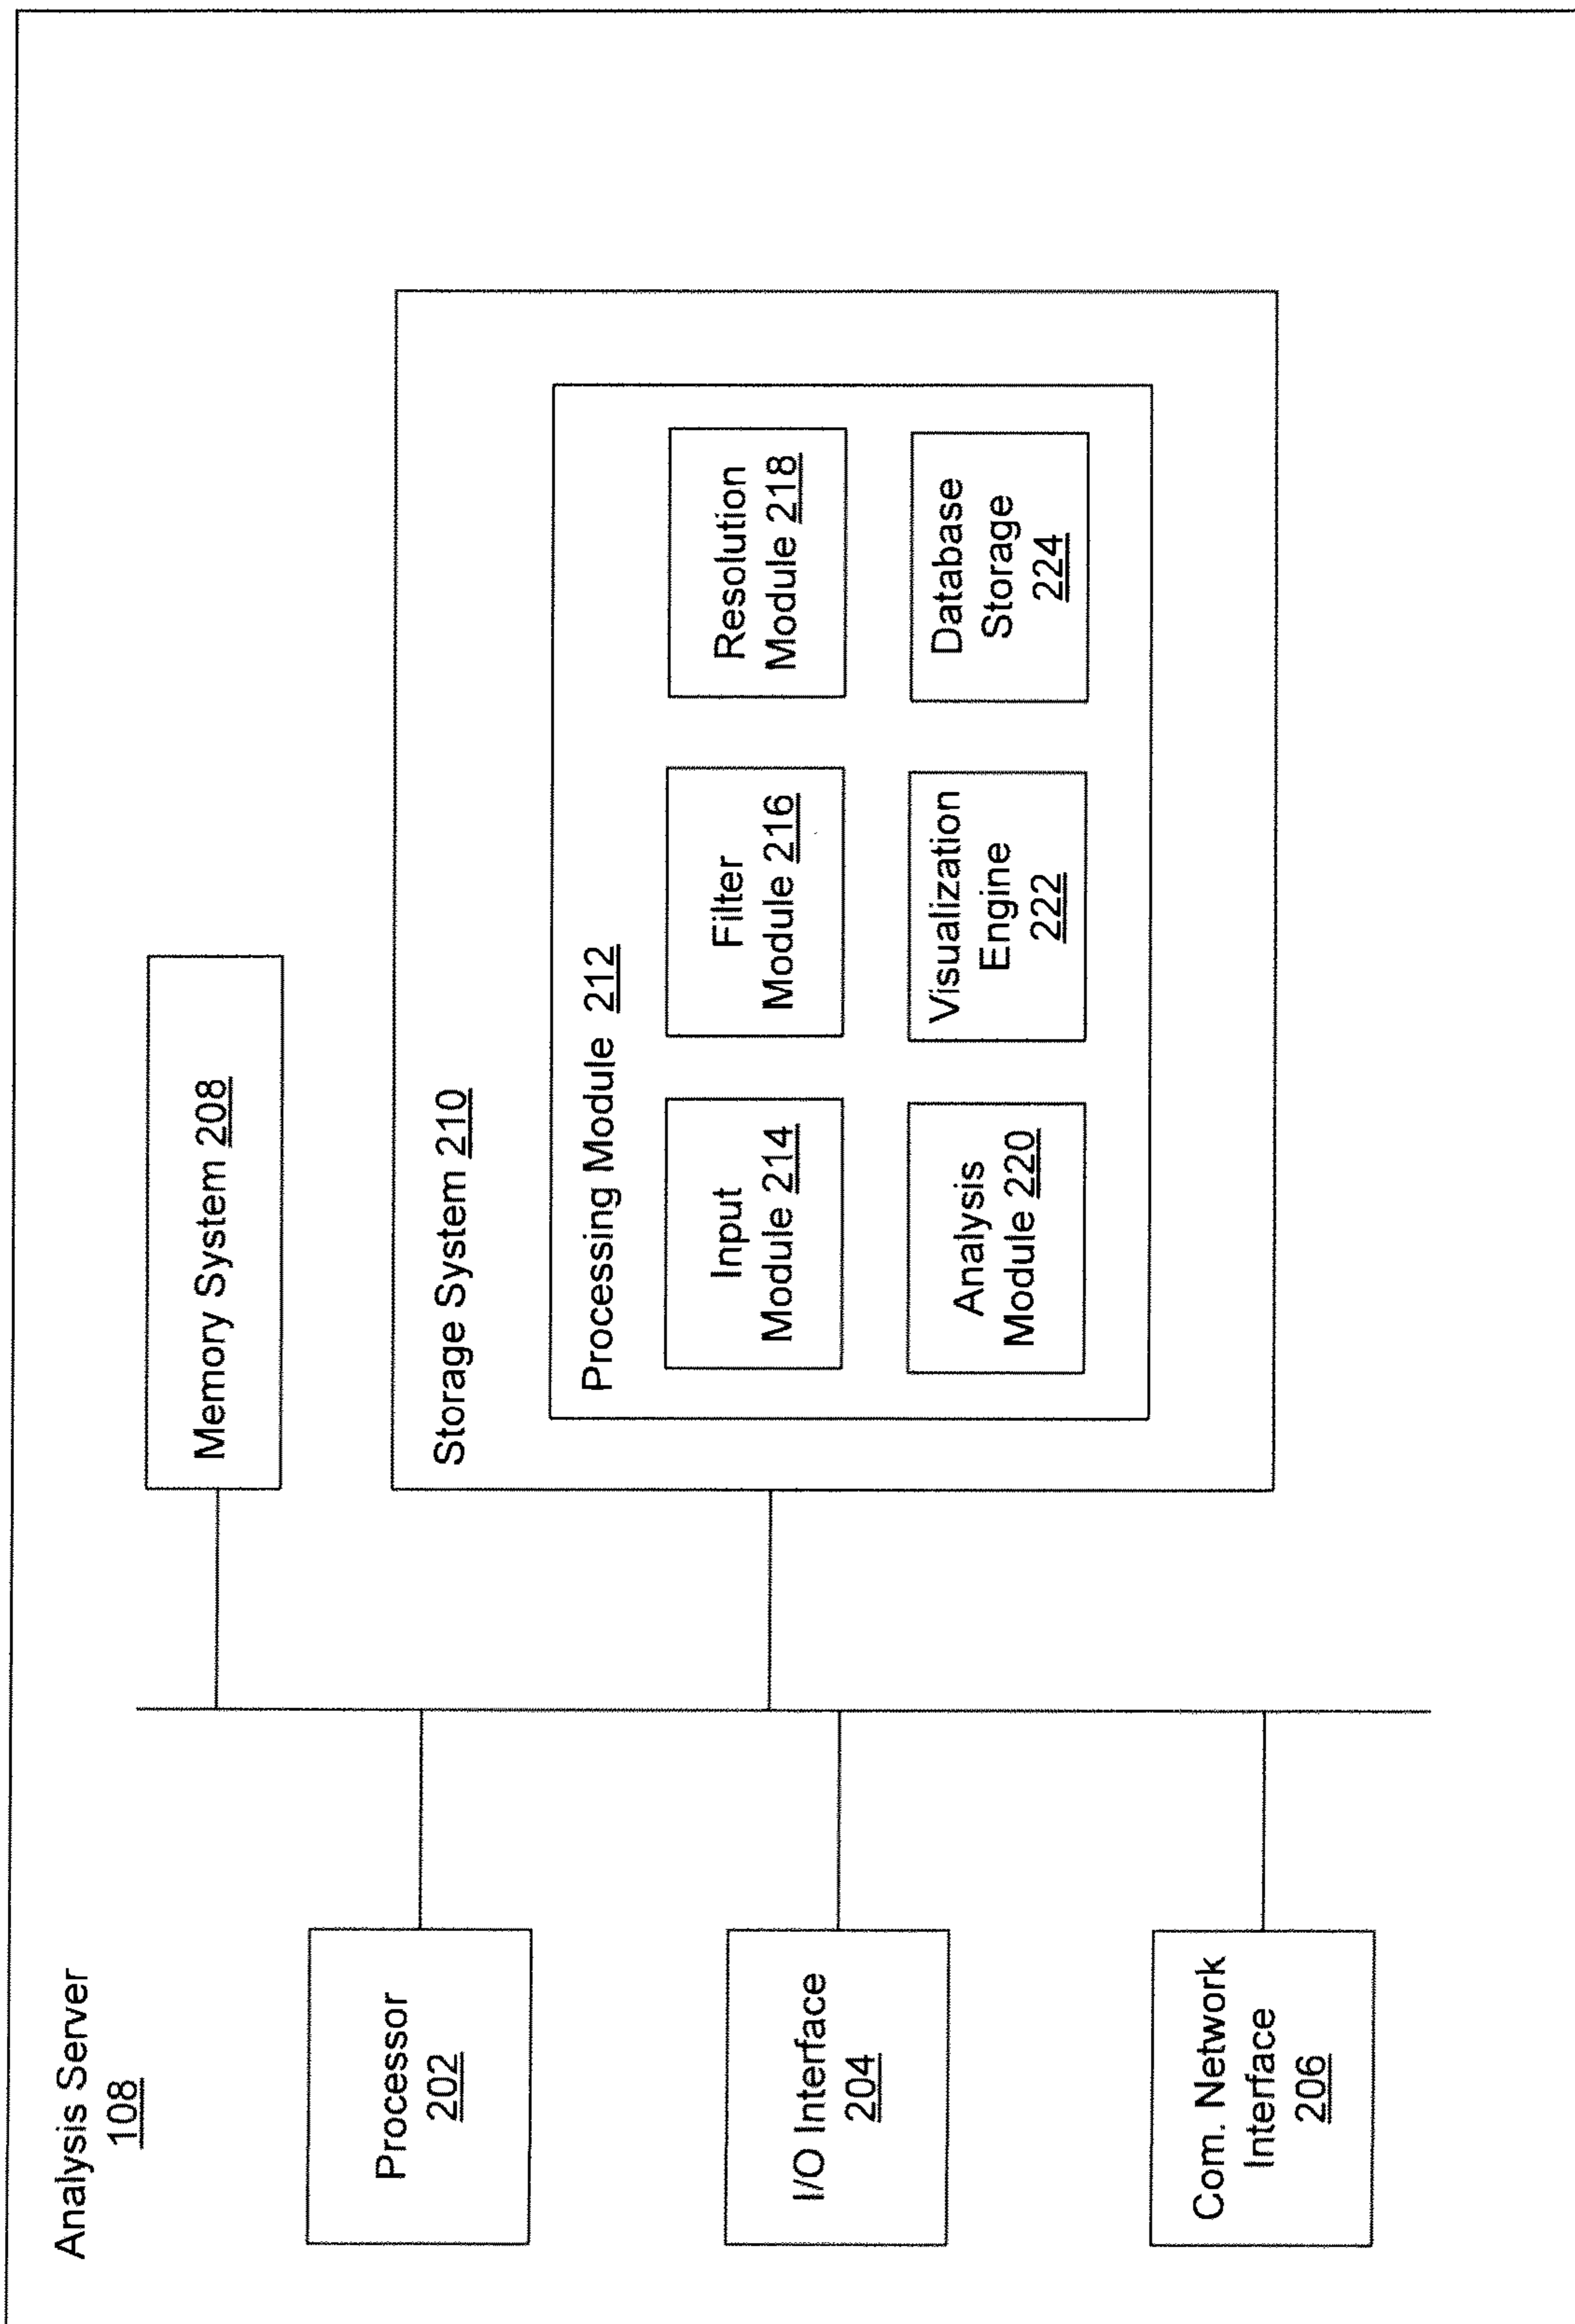 Analysis Server
108
Processor
202
I/O Interface
204
Com. Network
Interface
206
Memory System 208
Storage System 210
Processing Module 212
Input
Module 214
Filter
Module 216
Resolution
Module 218
Analysis
Module 220
Visualization
Engine
222
Database
Storage
224